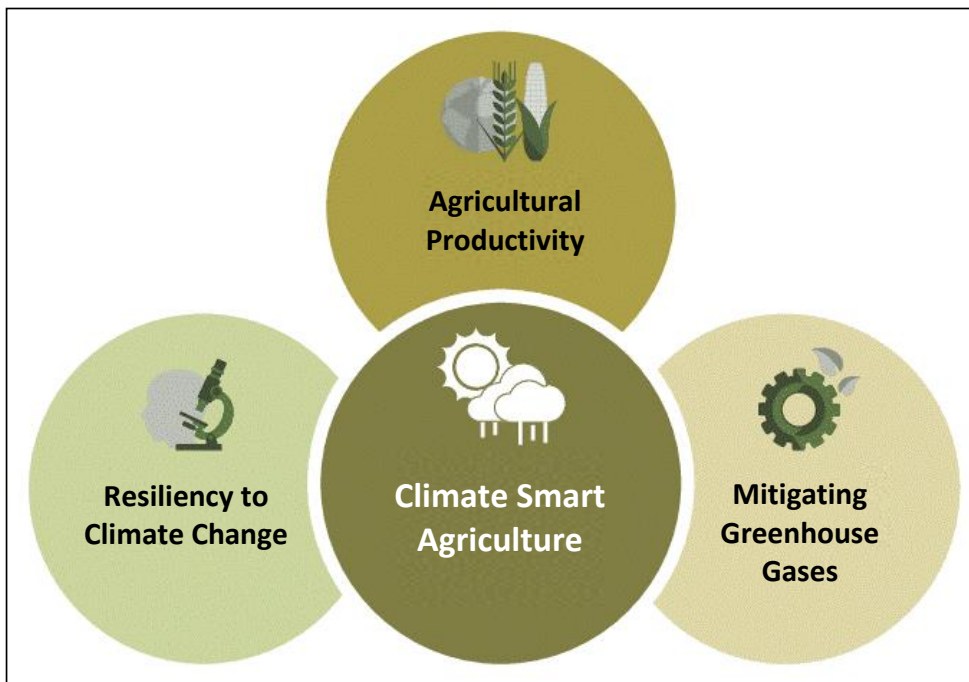 Agricultural
Productivity
Resiliency to
Climate Change
Climate Smart
Agriculture
Mitigating
Greenhouse
Gases